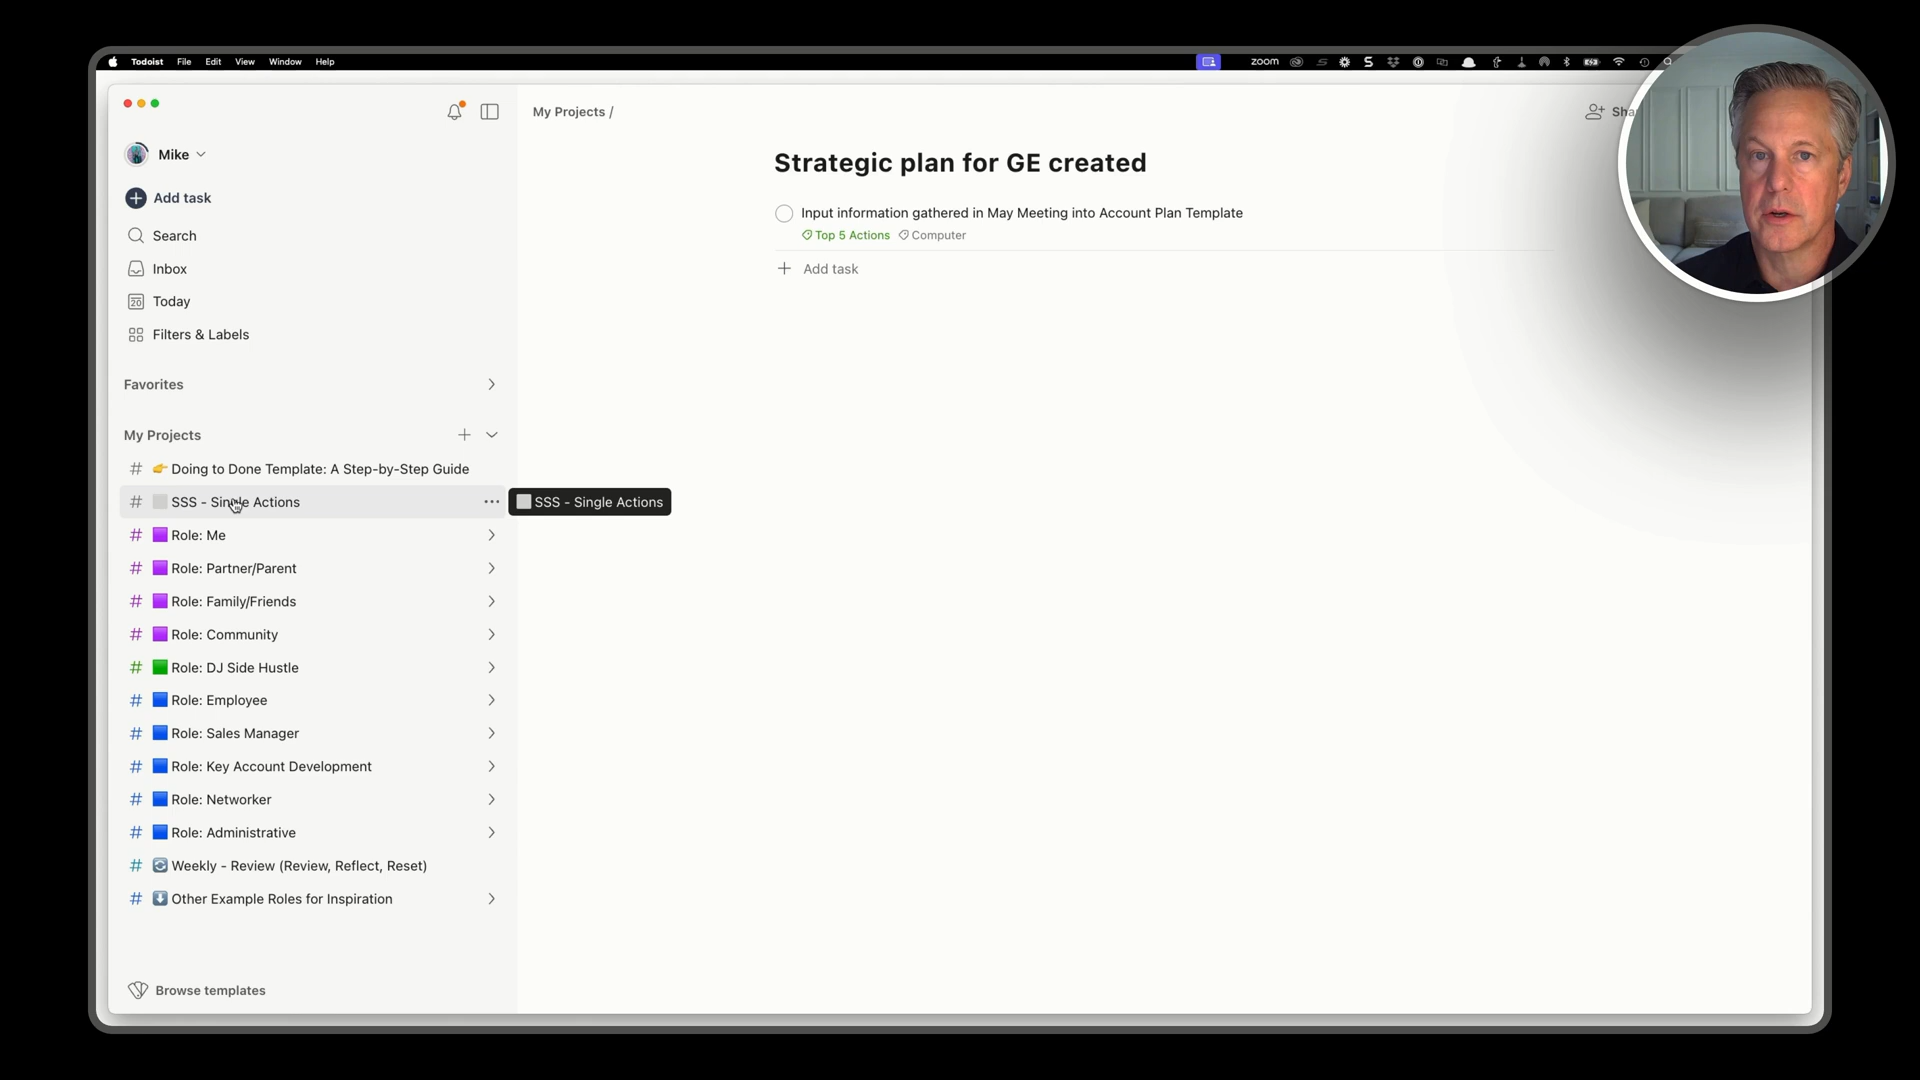 Todoist File Edit View Window Help
zoom
Mike
Add task
Search
Inbox
20
Today
Filters & Labels
Favorites
My Projects
# Doing to Done Template: A Step-by-Step Guide
# SSS - Single Actions
# Role: Me
# Role: Partner/Parent
# Role: Family/Friends
# Role: Community
# Role: DJ Side Hustle
# Role: Employee
# Role: Sales Manager
# Role: Key Account Development
# Role: Networker
# Role: Administrative
# Weekly - Review (Review, Reflect, Reset)
# Other Example Roles for Inspiration
Browse templates
SSS - Single Actions
My Projects /
Strategic plan for GE created
Input information gathered in May Meeting into Account Plan Template
Top 5 Actions Computer
Add task